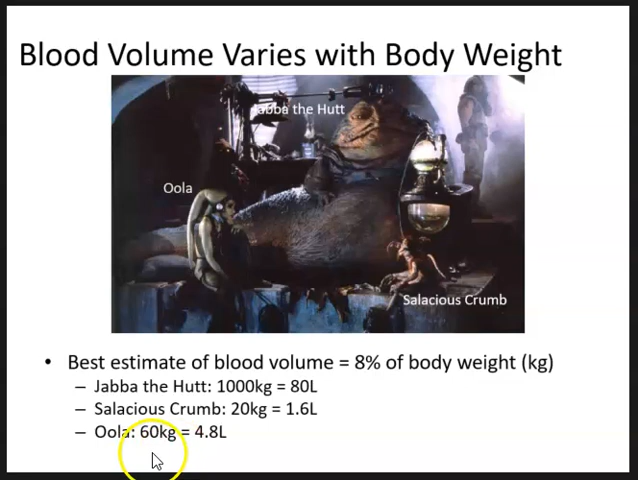 Blood Volume Varies with Body Weight
Jabba the Hutt
Oola
Salacious Crumb
• Best estimate of blood volume = 8% of body weight (kg)
– Jabba the Hutt: 1000kg = 80L
– Salacious Crumb: 20kg = 1.6L
– Oola: 60kg = 4.8L